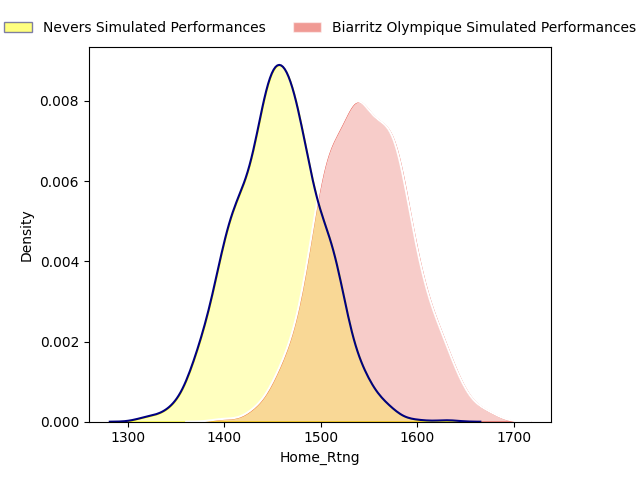 Nevers Simulated Performances Biarritz Olympique Simulated Performances
0.008
0.006
0.004
0.002
0.000
Density
1300 1400 1500 1600 1700
Home_Rtng